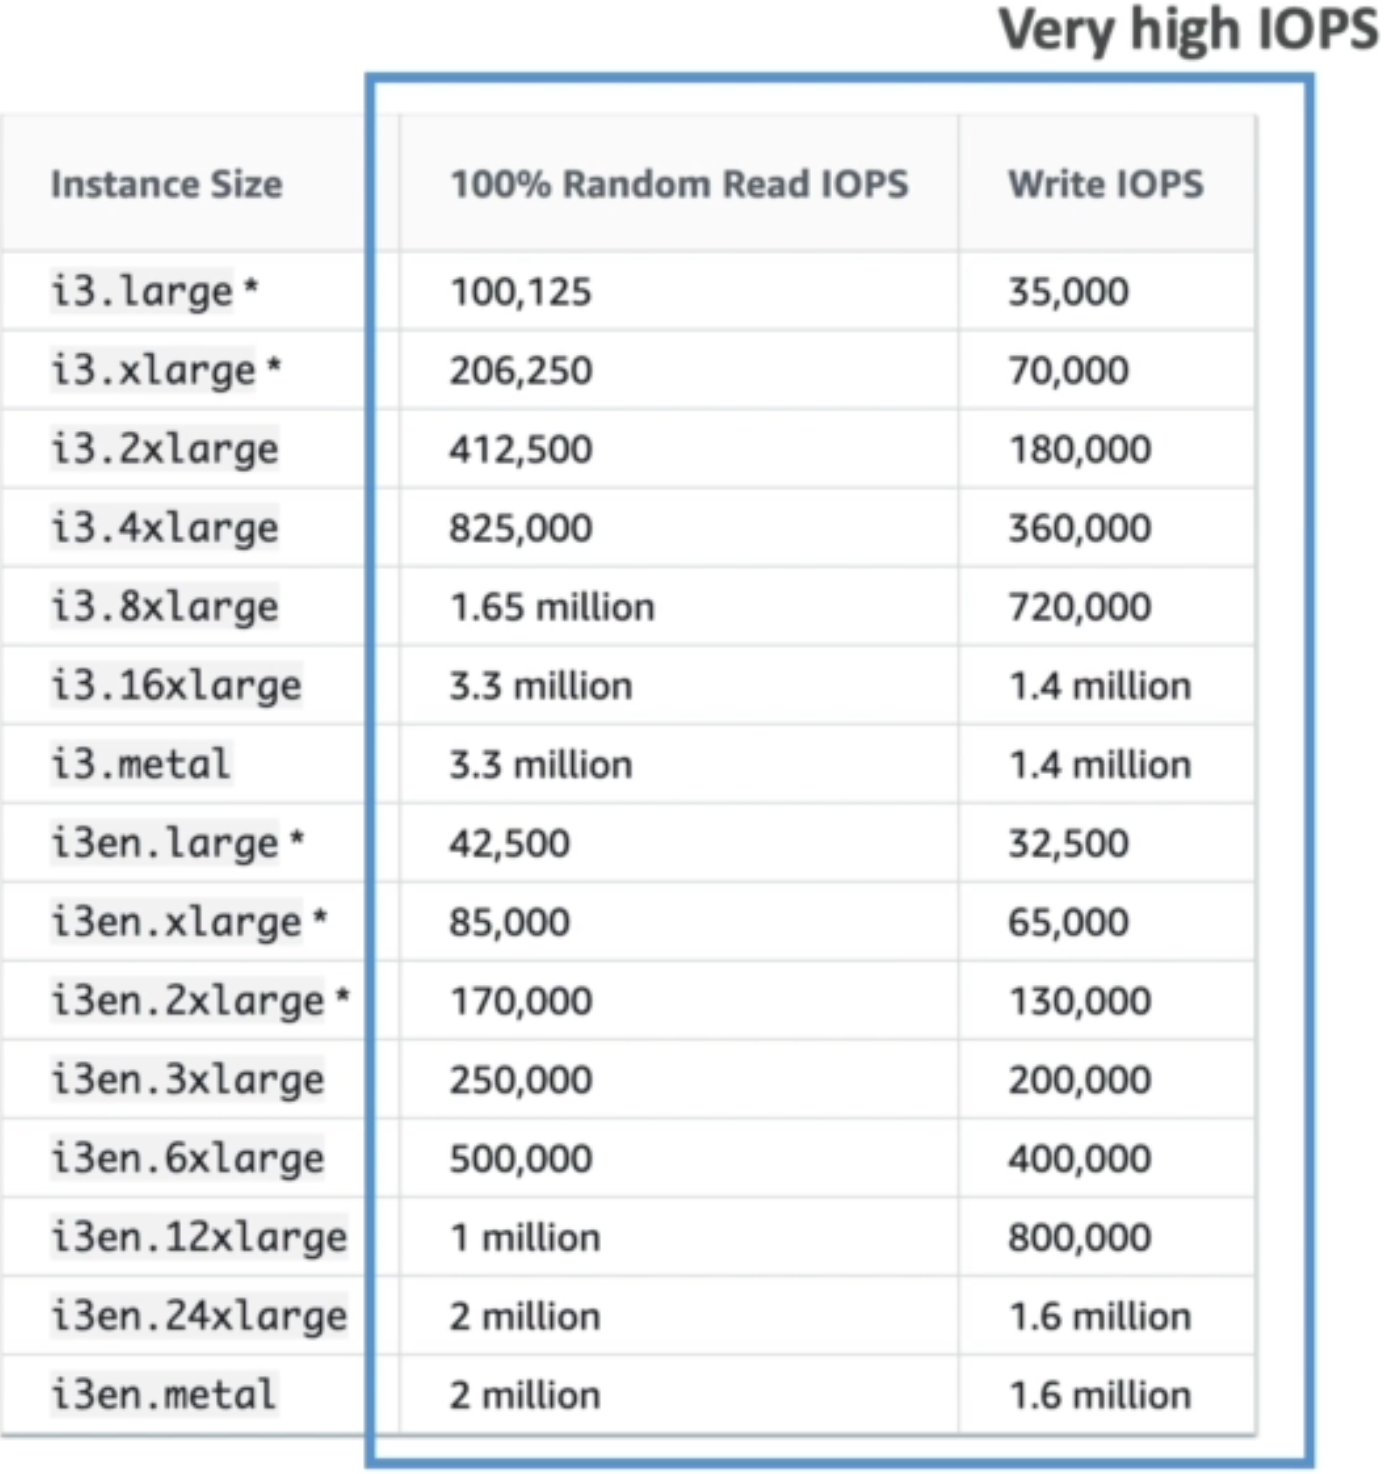 Very high IOPS
Instance Size 100% Random Read IOPS Write IOPS
i3.large * 100,125 35,000
i3.xlarge * 206,250 70,000
i3.2xlarge 412,500 180,000
i3.4xlarge 825,000 360,000
i3.8xlarge 1.65 million 720,000
i3.16xlarge 3.3 million 1.4 million
i3.metal 3.3 million 1.4 million
i3en.large * 42,500 32,500
i3en.xlarge * 85,000 65,000
i3en.2xlarge * 170,000 130,000
i3en.3xlarge 250,000 200,000
i3en.6xlarge 500,000 400,000
i3en.12xlarge 1 million 800,000
i3en.24xlarge 2 million 1.6 million
i3en.metal 2 million 1.6 million